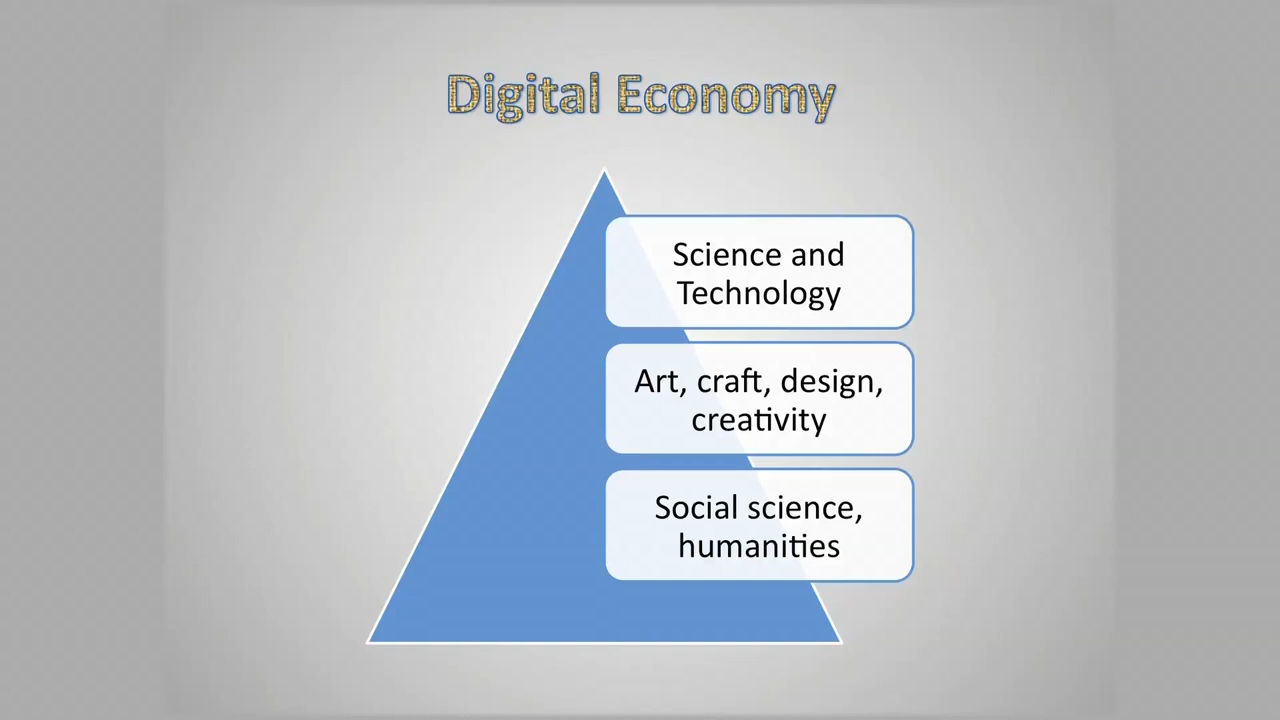 Digital Economy
Science and
Technology
Art, craft, design,
creativity
Social science,
humanities